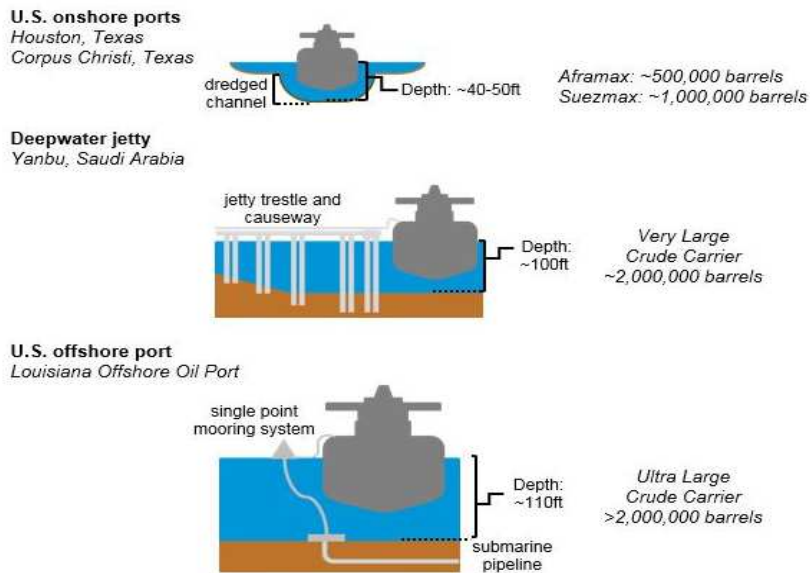 U.S. onshore ports
Houston, Texas
Corpus Christi, Texas
dredged
channel
Depth: ~40-50ft
Aframax: ~500,000 barrels
Suezmax: ~1,000,000 barrels
Deepwater jetty
Yanbu, Saudi Arabia
jetty trestle and
causeway
Depth:
~100ft
Very Large
Crude Carrier
~2,000,000 barrels
U.S. offshore port
Louisiana Offshore Oil Port
single point
mooring system
Depth:
~110ft
Ultra Large
Crude Carrier
>2,000,000 barrels
submarine
pipeline